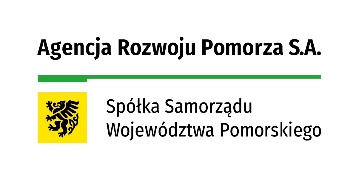 Agencja Rozwoju Pomorza S.A.
Spółka Samorządu
Województwa Pomorskiego